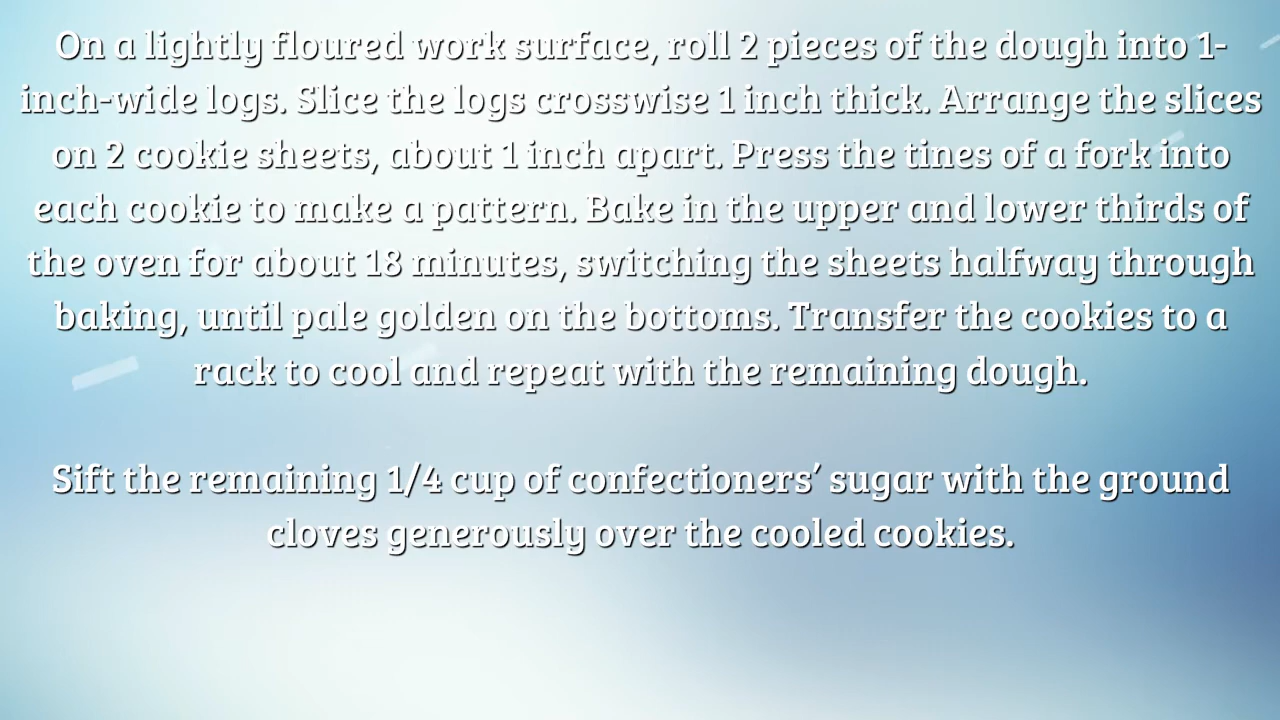 On a lightly floured work surface, roll 2 pieces of the dough into 1-
inch-wide logs. Slice the logs crosswise 1 inch thick. Arrange the slices
on 2 cookie sheets, about 1 inch apart. Press the tines of a fork into
each cookie to make a pattern. Bake in the upper and lower thirds of
the oven for about 18 minutes, switching the sheets halfway through
baking, until pale golden on the bottoms. Transfer the cookies to a
rack to cool and repeat with the remaining dough.
Sift the remaining 1/4 cup of confectioners’ sugar with the ground
cloves generously over the cooled cookies.